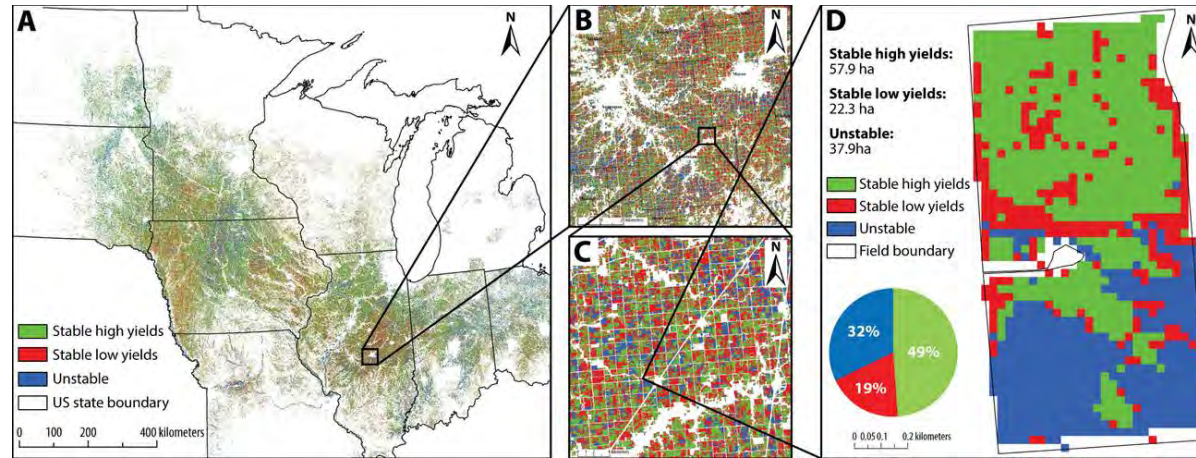 A
N
Stable high yields
Stable low yields
Unstable
US state boundary
0 100 200 400 kilometers
B
N
C
N
D
N
Stable high yields:
57.9 ha
Stable low yields:
22.3 ha
Unstable:
37.9ha
Stable high yields
Stable low yields
Unstable
Field boundary
32%
49%
19%
0 0.05 0.1 0.2 kilometers